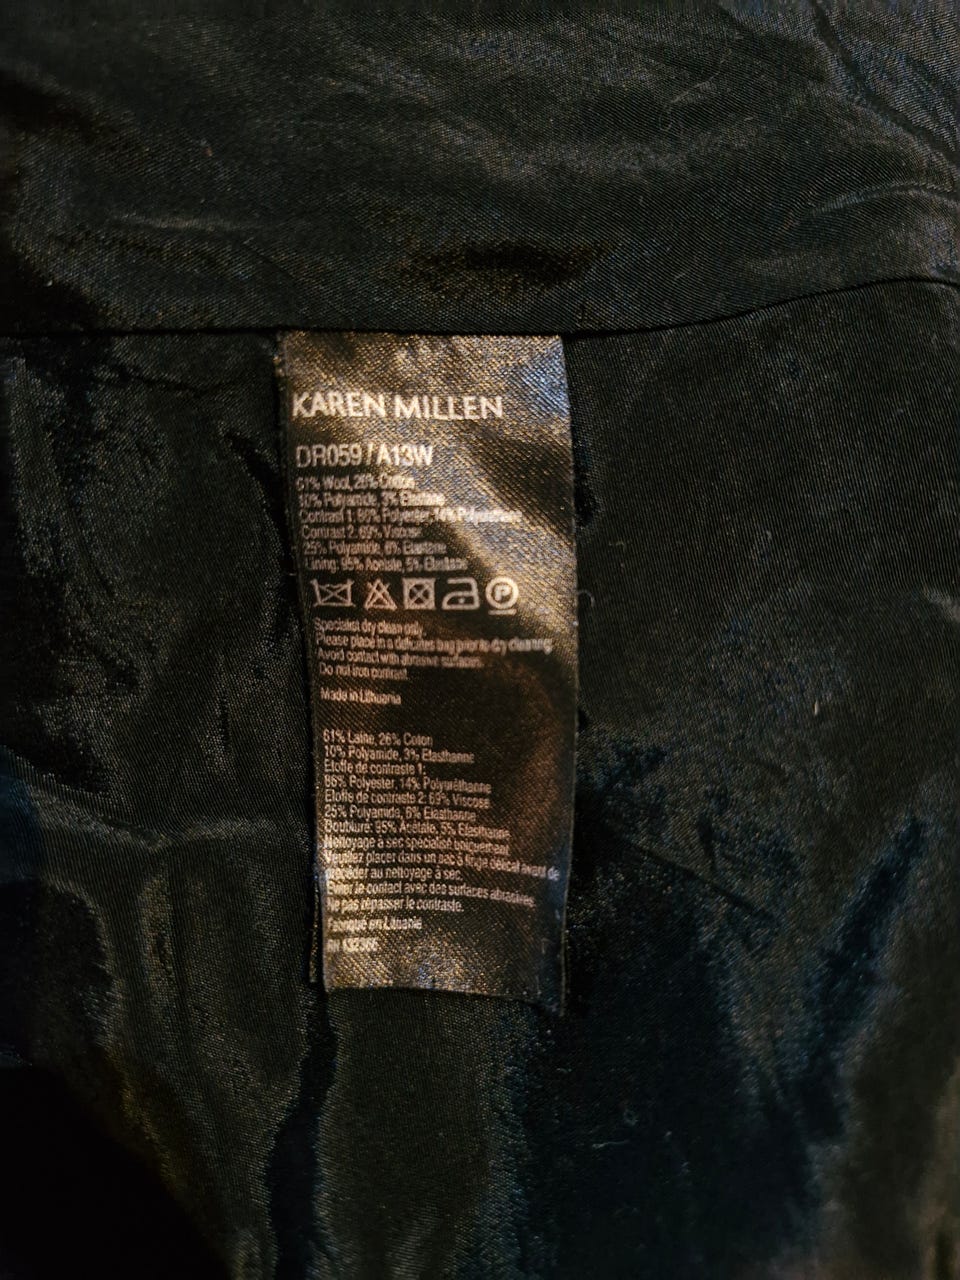 KAREN MILLEN
DR059 / A13W
61% Wool, 26% Cotton
10% Polyamide, 3% Elastane
Contrast 1: 86% Polyester 14% Polyurethane
Contrast 2: 69% Viscose
25% Polyamide, 6% Elastane
Lining: 95% Acetate, 5% Elastane
P
Specialist dry clean only.
Please place in a delicates bag prior to dry cleaning
Avoid contact with abrasive surfaces
Do not iron contrast
Made in Lithuania
61% Laine, 26% Coton
10% Polyamide, 3% Elasthanne
Etoffe de contraste 1:
86% Polyester, 14% Polyuréthanne
Etoffe de contraste 2: 69% Viscose
25% Polyamide, 6% Elasthanne
Doublure: 95% Acétate, 5% Elasthanne
Nettoyage à sec spécialisé uniquement
Veuillez placer dans un sac à linge délicat avant de
procéder au nettoyage à sec.
Eviter le contact avec des surfaces abrasives
Ne pas repasser le contraste.
Fabriqué en Lituanie
RN 132366